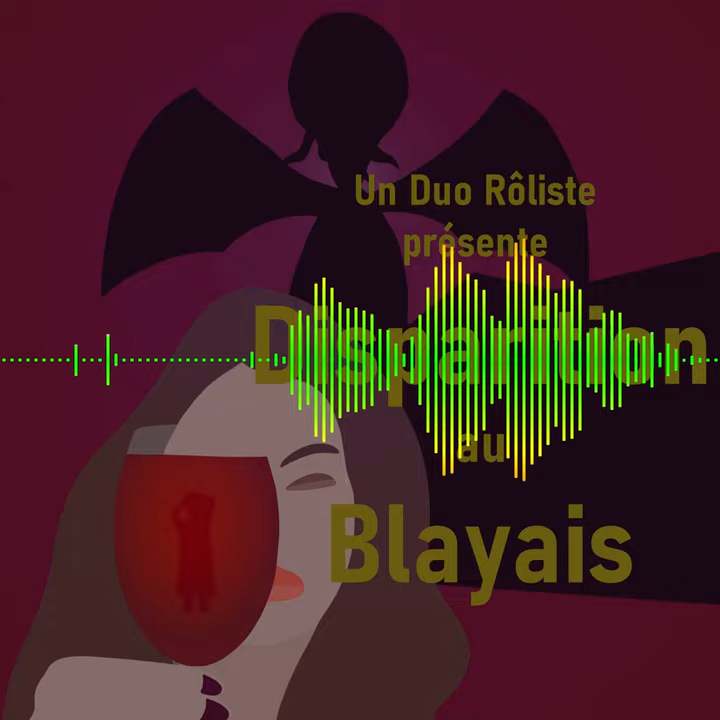 Un Duo Rôliste
présente
Disparition
au
Blayais